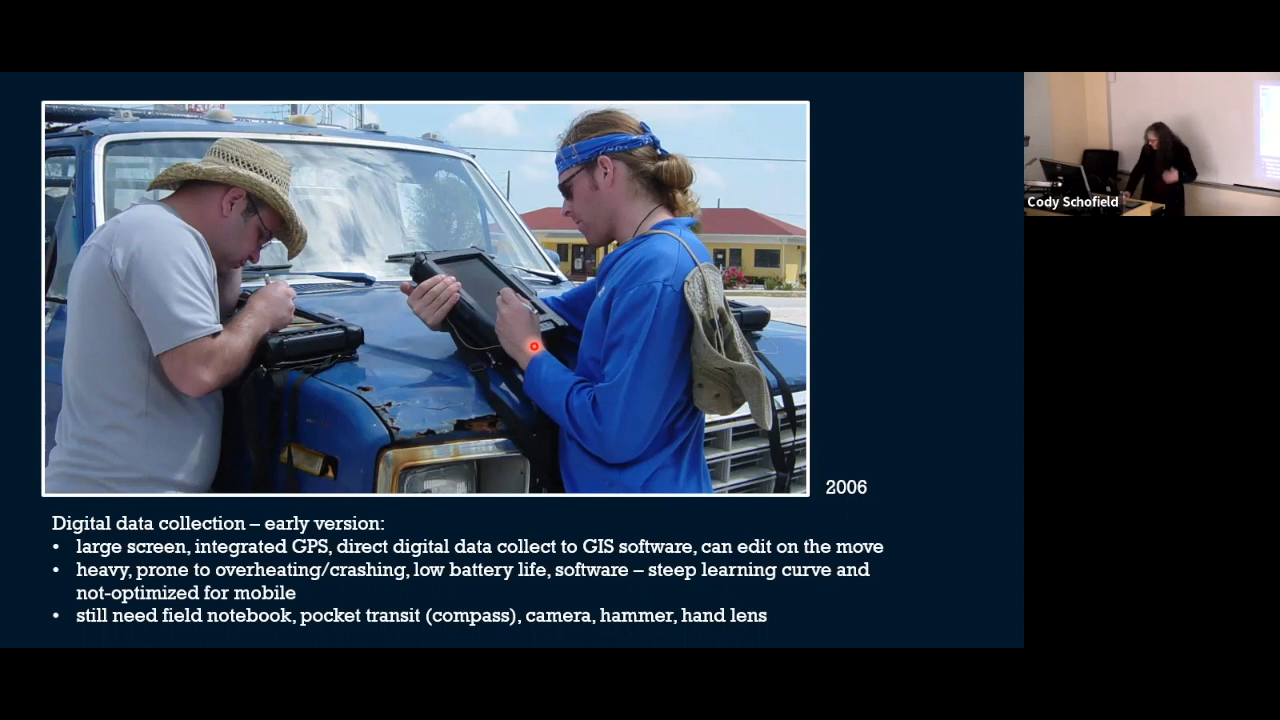 Cody Schofield
2006
Digital data collection – early version:
• large screen, integrated GPS, direct digital data collect to GIS software, can edit on the move
• heavy, prone to overheating/crashing, low battery life, software – steep learning curve and
not-optimized for mobile
• still need field notebook, pocket transit (compass), camera, hammer, hand lens